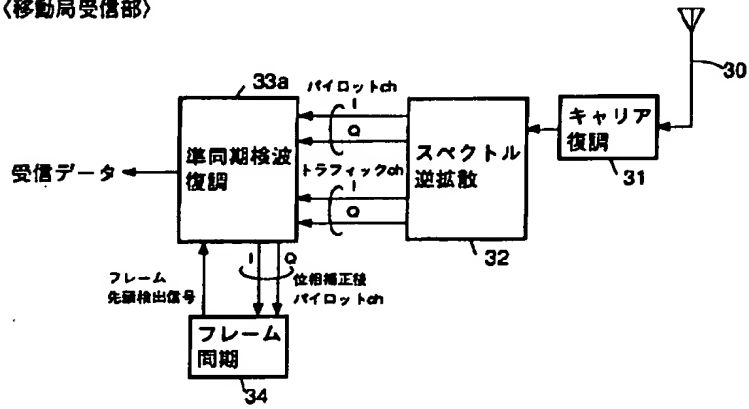 〈移動局受信部〉
30
33a
パイロットch
I
Q
キャリア
復調
31
準同期検波
復調
スペクトル
逆拡散
32
受信データ
トラフィックch
I
Q
フレーム
先頭検出信号
I
Q
位相補正後
パイロットch
フレーム
同期
34